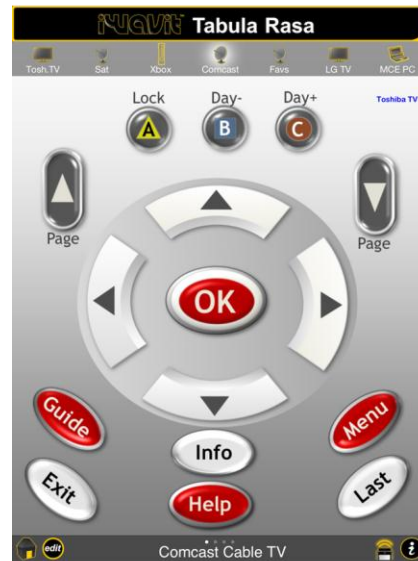 iWavit Tabula Rasa
Tosh.TV Sat Xbox Comcast Favs LG TV MCE PC
Lock Day- Day+ Toshiba TV
A B C
Page Page
OK
Guide Menu
Info
Exit Last
Help
edit Comcast Cable TV i